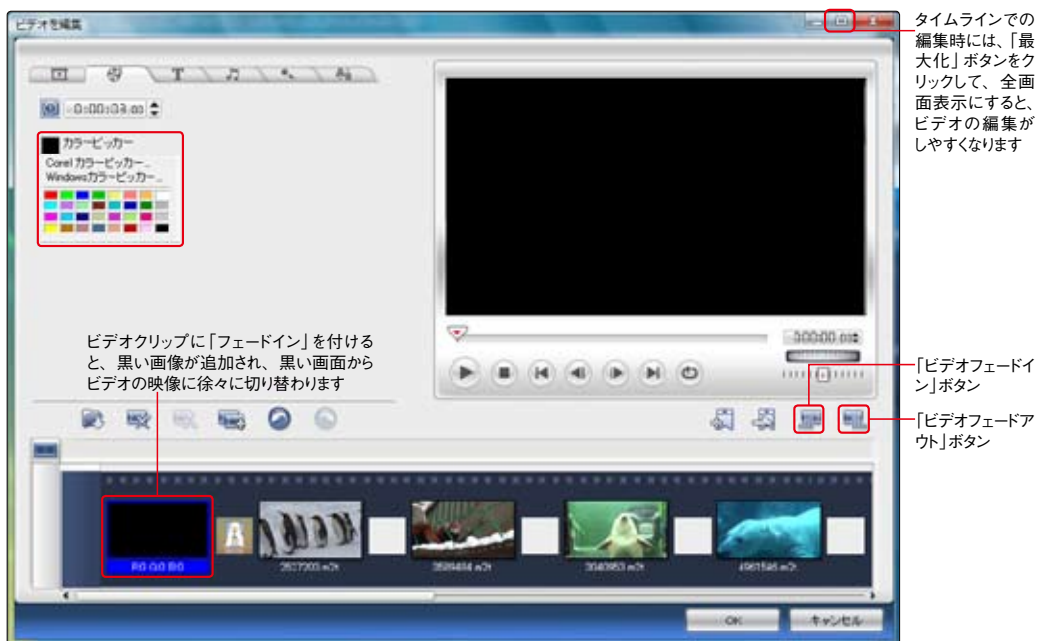 ビデオを編集
タイムラインでの
編集時には、「最
大化」ボタンをク
リックして、全画
面表示にすると、
ビデオの編集が
しやすくなります
T
0:00:03.00
カラーピッカー
Corel カラーピッカー...
Windowsカラーピッカー...
ビデオクリップに「フェードイン」を付ける
と、黒い画像が追加され、黒い画面から
ビデオの映像に徐々に切り替わります
「ビデオフェードイ
ン」ボタン
「ビデオフェードア
ウト」ボタン
A
R0 G0 B0
OK
キャンセル